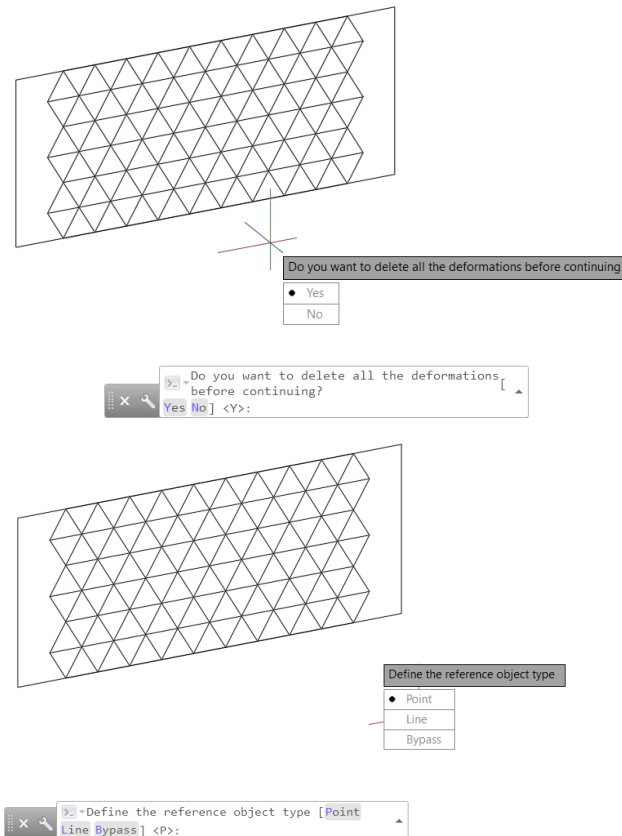 Do you want to delete all the deformations before continuing
Yes
No
Do you want to delete all the deformations[
before continuing?
Yes No] <Y>:
Define the reference object type
Point
Line
Bypass
Define the reference object type [Point
Line Bypass] <P>: